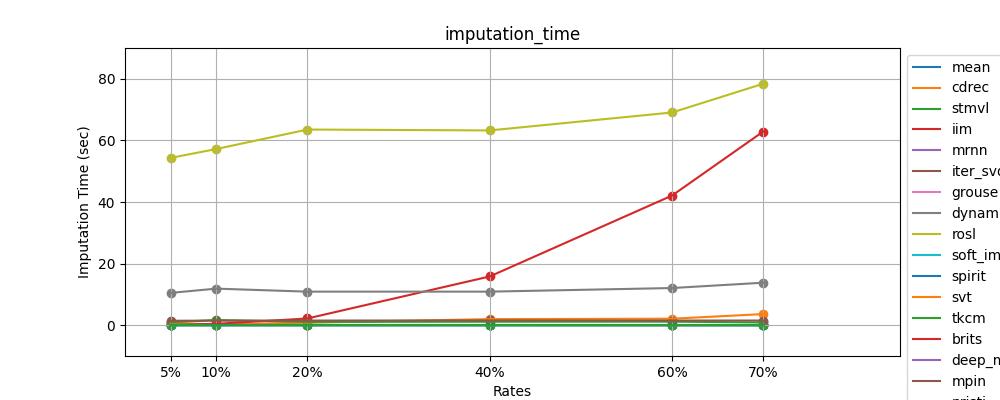 imputation_time
Imputation Time (sec)
80
60
40
20
0
5% 10% 20% 40% 60% 70%
Rates
mean
cdrec
stmvl
iim
mrnn
iter_svd
grouse
dynam
rosl
soft_im
spirit
svt
tkcm
brits
deep_m
mpin